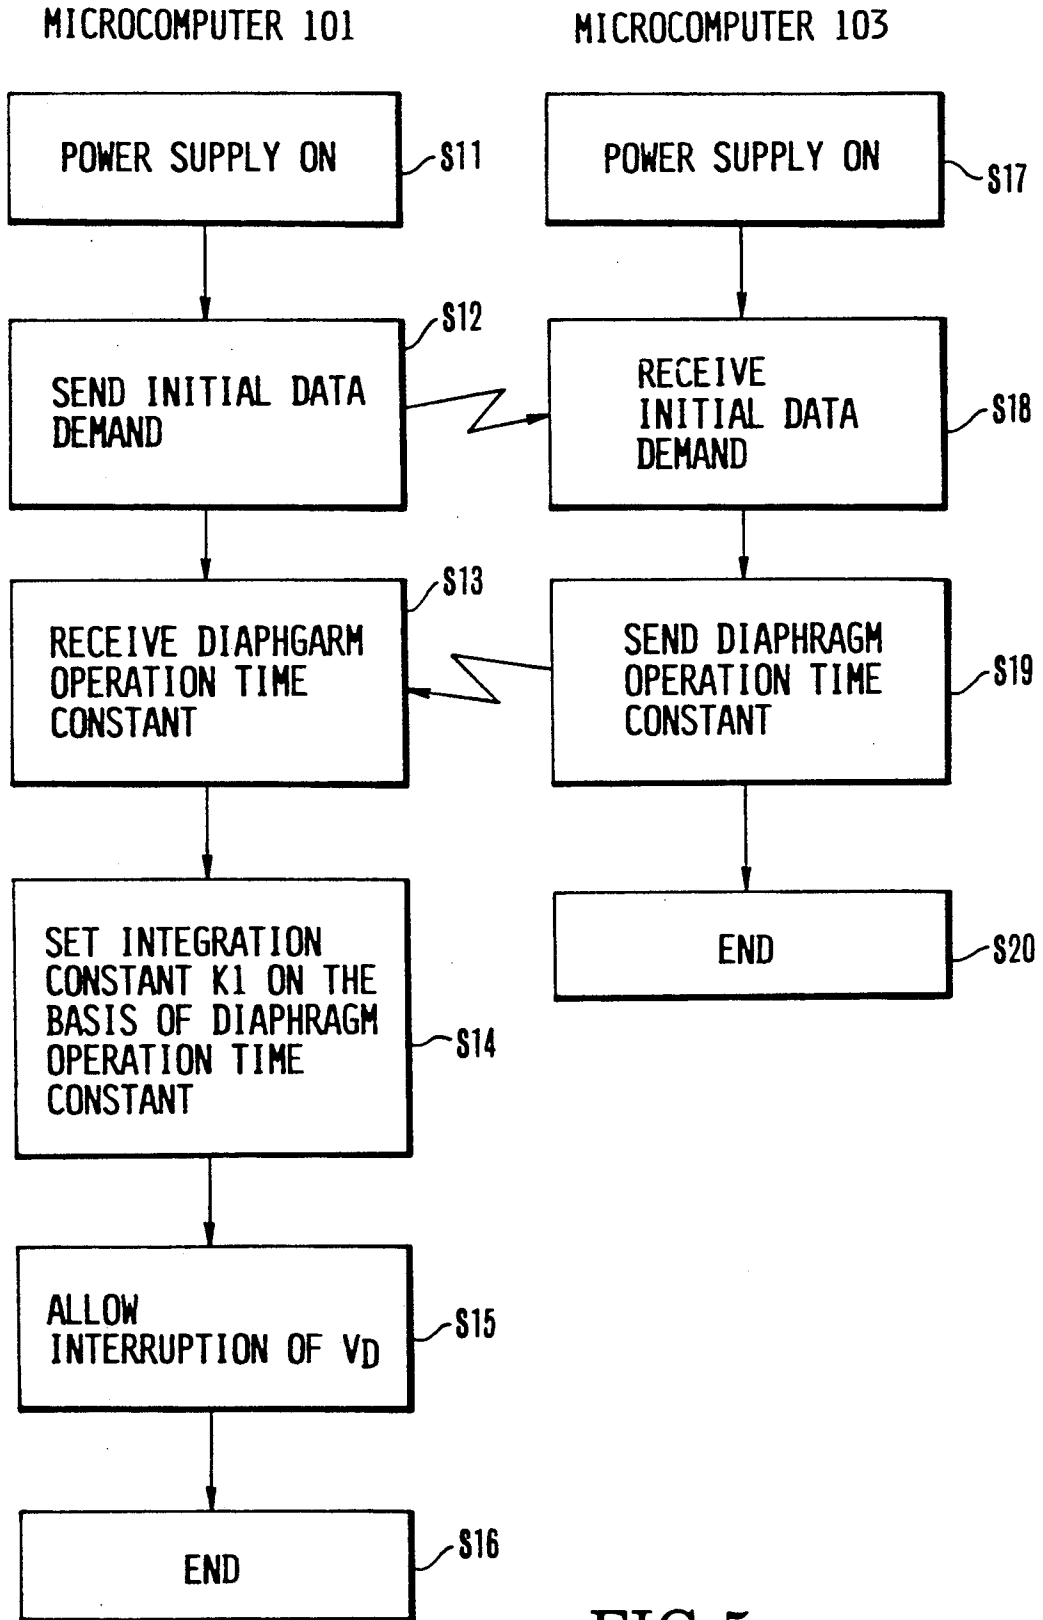 MICROCOMPUTER 101
POWER SUPPLY ON
S11
SEND INITIAL DATA
DEMAND
S12
RECEIVE DIAPHGARM
OPERATION TIME
CONSTANT
S13
SET INTEGRATION
CONSTANT K1 ON THE
BASIS OF DIAPHRAGM
OPERATION TIME
CONSTANT
S14
ALLOW
INTERRUPTION OF VD
S15
END
S16
MICROCOMPUTER 103
POWER SUPPLY ON
S17
RECEIVE
INITIAL DATA
DEMAND
S18
SEND DIAPHRAGM
OPERATION TIME
CONSTANT
S19
END
S20
FIG.5